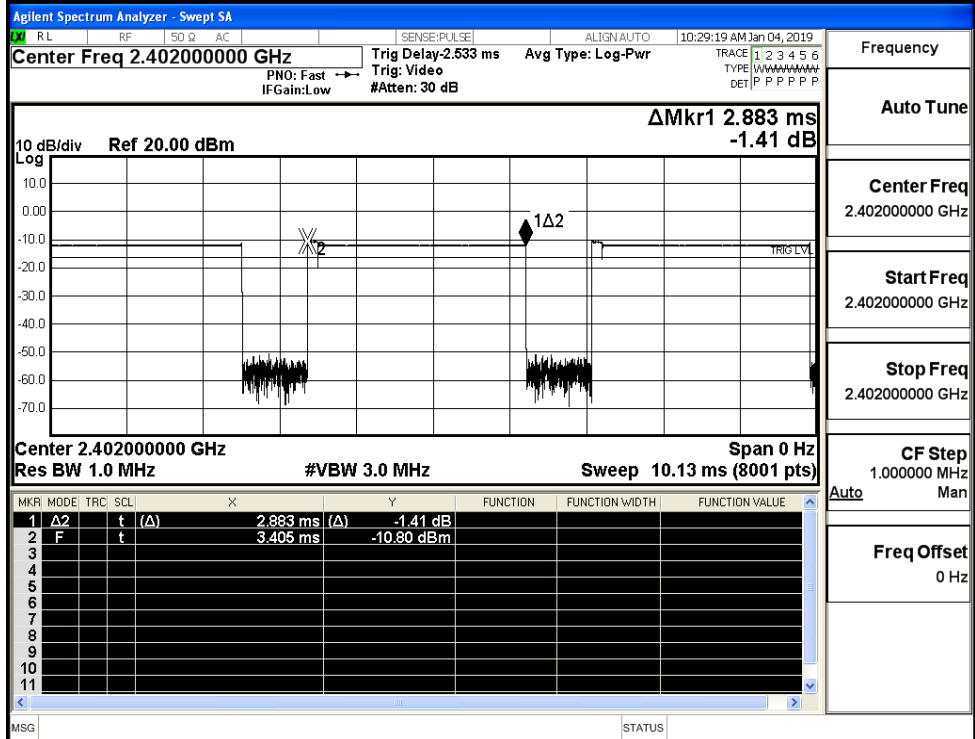 Agilent Spectrum Analyzer - Swept SA
LXI RL RF 50 Ω AC SENSE:PULSE ALIGN AUTO 10:29:19 AM Jan 04, 2019
Center Freq 2.402000000 GHz
PNO: Fast
IFGain:Low
Trig Delay-2.533 ms
Trig: Video
#Atten: 30 dB
Avg Type: Log-Pwr
TRACE 1 2 3 4 5 6
TYPE WWWWWW
DET P P P P P P
ΔMkr1 2.883 ms
-1.41 dB
10 dB/div Ref 20.00 dBm
Log
10.0
0.00
-10.0
-20.0
-30.0
-40.0
-50.0
-60.0
-70.0
2
1Δ2
TRIG LVL
Center 2.402000000 GHz Span 0 Hz
Res BW 1.0 MHz #VBW 3.0 MHz Sweep 10.13 ms (8001 pts)
MKR MODE TRC SCL X Y FUNCTION FUNCTION WIDTH FUNCTION VALUE
1 Δ2 t (Δ) 2.883 ms (Δ) -1.41 dB
2 F t 3.405 ms -10.80 dBm
3
4
5
6
7
8
9
10
11
MSG STATUS
Frequency
Auto Tune
Center Freq
2.402000000 GHz
Start Freq
2.402000000 GHz
Stop Freq
2.402000000 GHz
CF Step
1.000000 MHz
Auto Man
Freq Offset
0 Hz